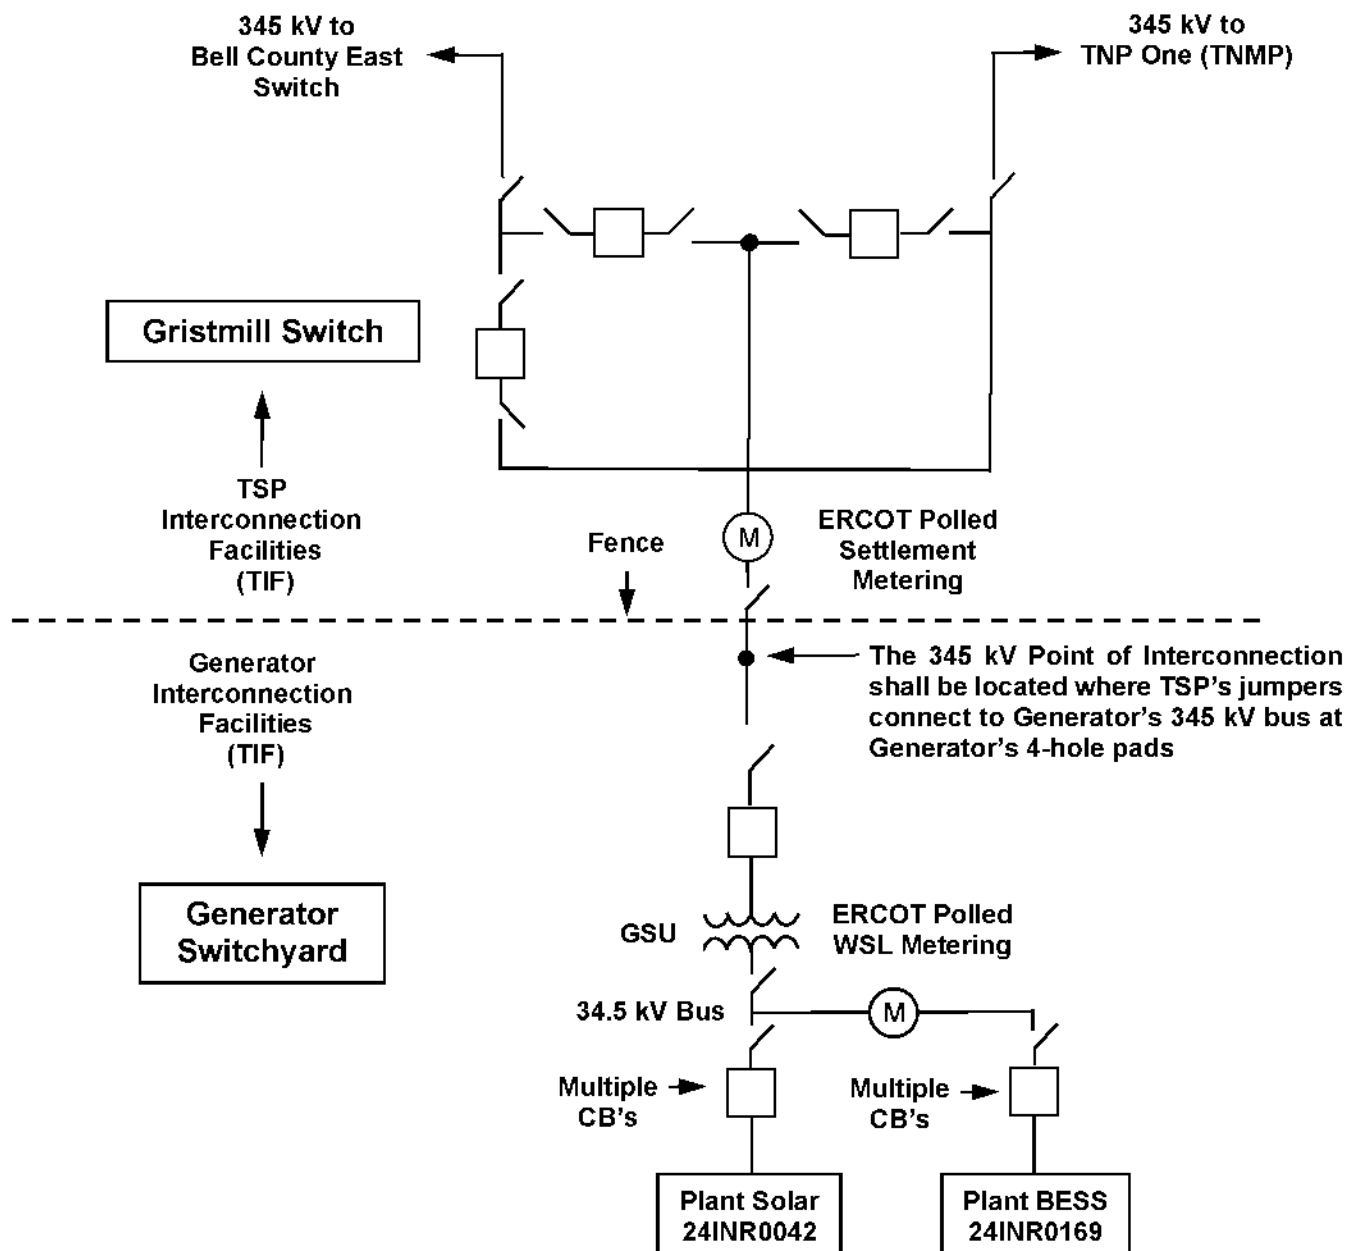 345 kV to
Bell County East
Switch
345 kV to
TNP One (TNMP)
Gristmill Switch
TSP
Interconnection
Facilities
(TIF)
Fence
M
ERCOT Polled
Settlement
Metering
Generator
Interconnection
Facilities
(TIF)
The 345 kV Point of Interconnection
shall be located where TSP's jumpers
connect to Generator's 345 kV bus at
Generator's 4-hole pads
Generator
Switchyard
GSU
ERCOT Polled
WSL Metering
34.5 kV Bus
M
Multiple
CB's
Multiple
CB's
Plant Solar
24INR0042
Plant BESS
24INR0169